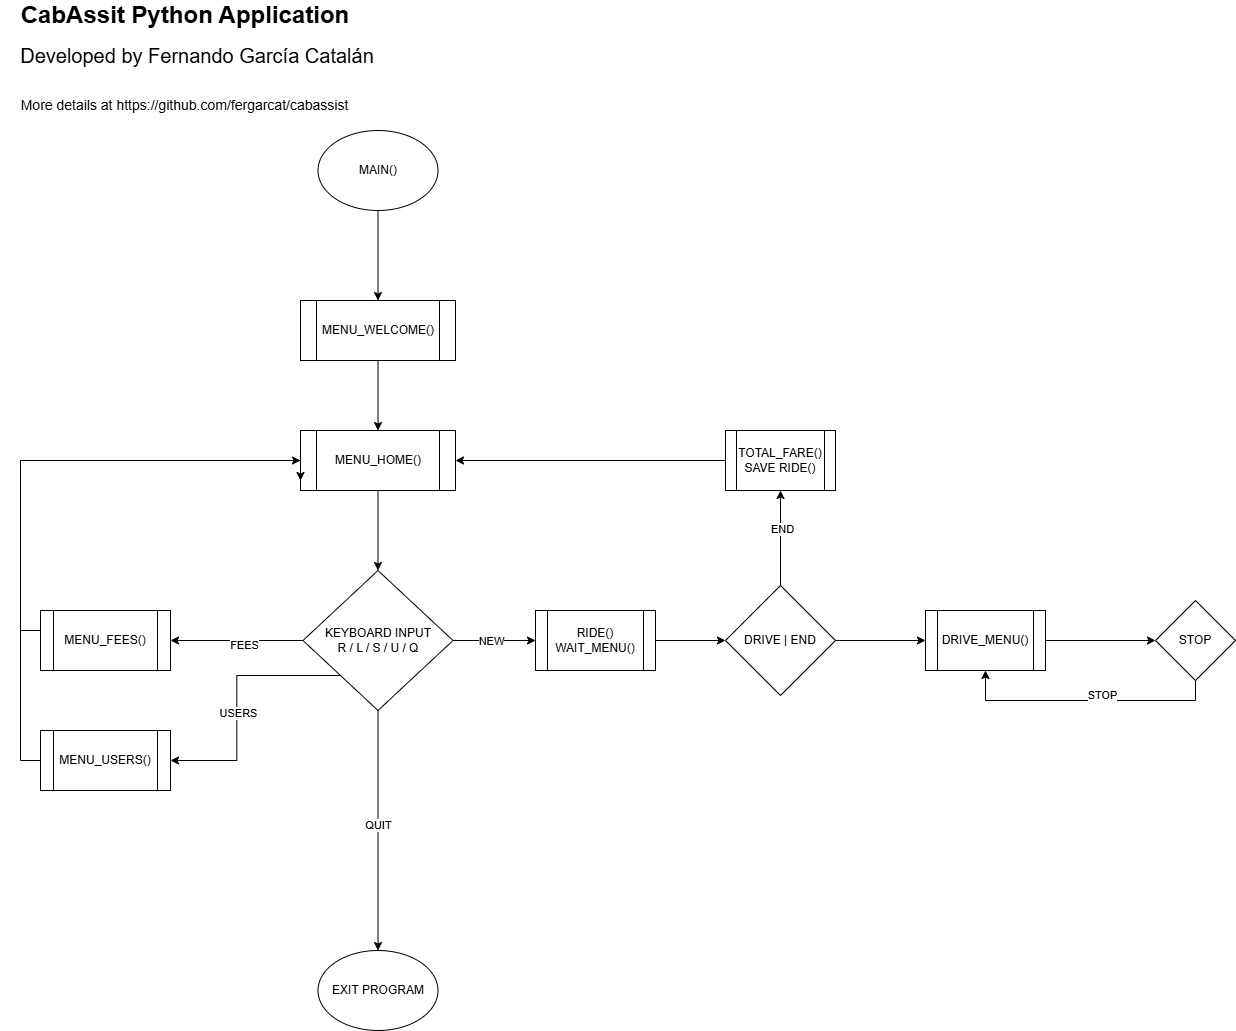 CabAssit Python Application
Developed by Fernando García Catalán
More details at https://github.com/fergarcat/cabassist
MAIN()
MENU_WELCOME()
MENU_HOME()
TOTAL_FARE()
SAVE RIDE()
END
MENU_FEES()
FEES
KEYBOARD INPUT
R / L / S / U / Q
NEW
RIDE()
WAIT_MENU()
DRIVE | END
DRIVE_MENU()
STOP
STOP
USERS
MENU_USERS()
QUIT
EXIT PROGRAM